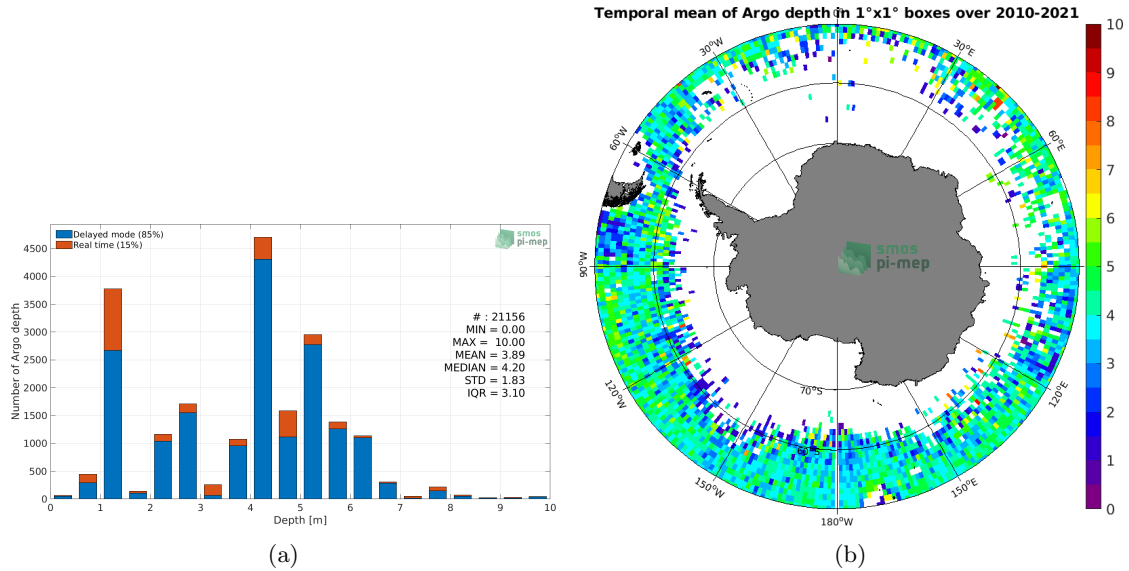 Delayed mode (85%)
Real time (15%)
smos
pi-mep
# : 21156
MIN = 0.00
MAX = 10.00
MEAN = 3.89
MEDIAN = 4.20
STD = 1.83
IQR = 3.10
Number of Argo depth
4500
4000
3500
3000
2500
2000
1500
1000
500
0
0 1 2 3 4 5 6 7 8 9 10
Depth [m]
(a)
Temporal mean of Argo depth in 1°x1° boxes over 2010-2021
0°
30°W
30°E
60°W
60°E
90°W
120°W
120°E
150°W
150°E
180°W
70°S
60°S
smos
pi-mep
10
9
8
7
6
5
4
3
2
1
0
(b)